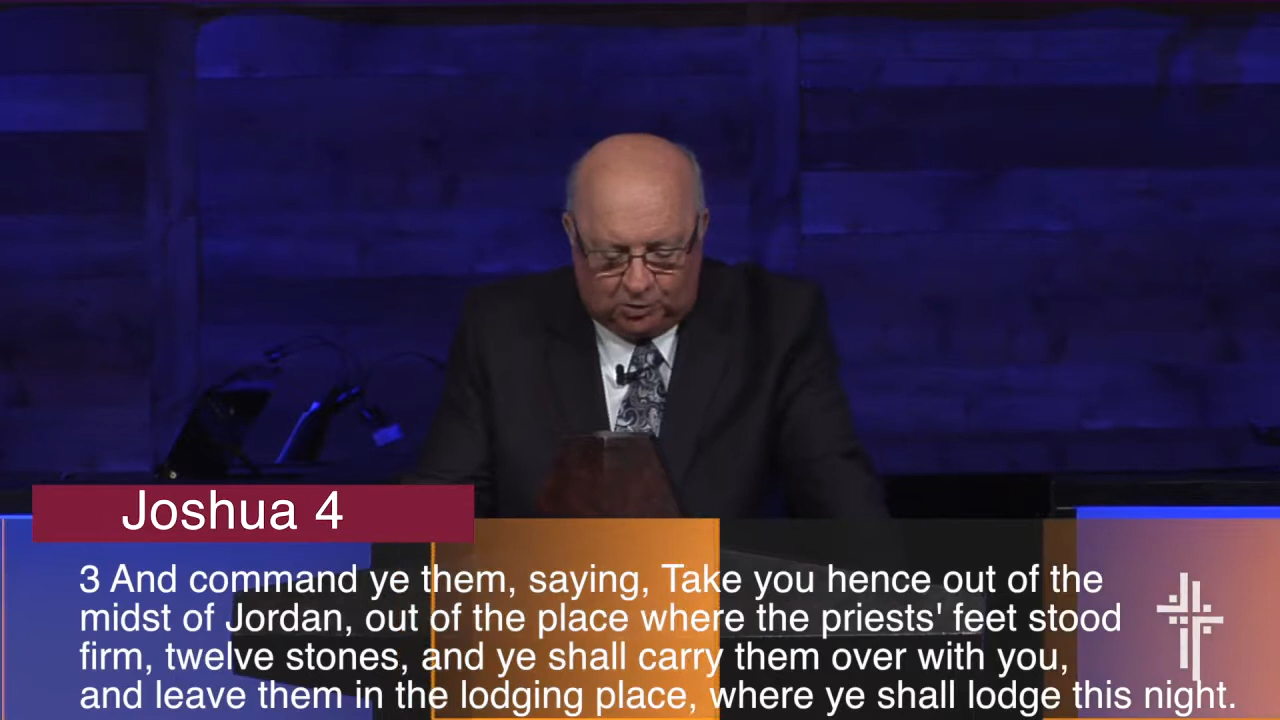 Joshua 4
3 And command ye them, saying, Take you hence out of the
midst of Jordan, out of the place where the priests' feet stood
firm, twelve stones, and ye shall carry them over with you,
and leave them in the lodging place, where ye shall lodge this night.